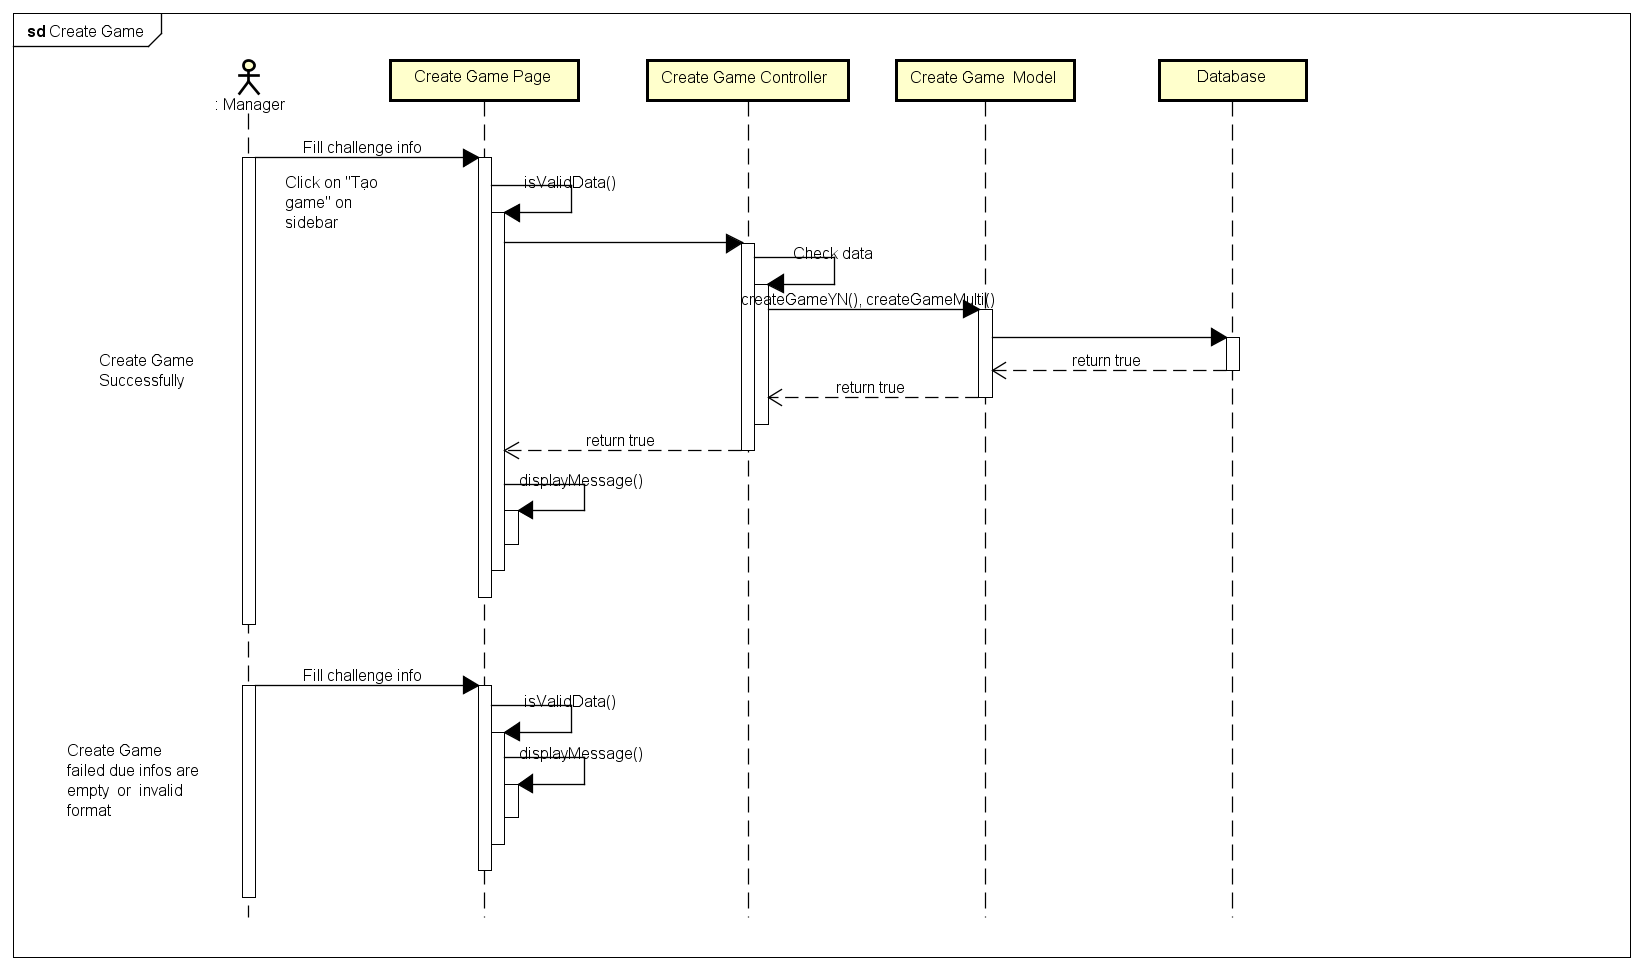 sd Create Game
: Manager
Create Game Page
Create Game Controller
Create Game  Model
Database
Fill challenge info
Click on "Tạo
game" on
sidebar
isValidData()
Check data
createGameYN(), createGameMulti()
return true
Create Game
Successfully
return true
return true
displayMessage()
Fill challenge info
isValidData()
displayMessage()
Create Game
failed due infos are
empty  or  invalid
format